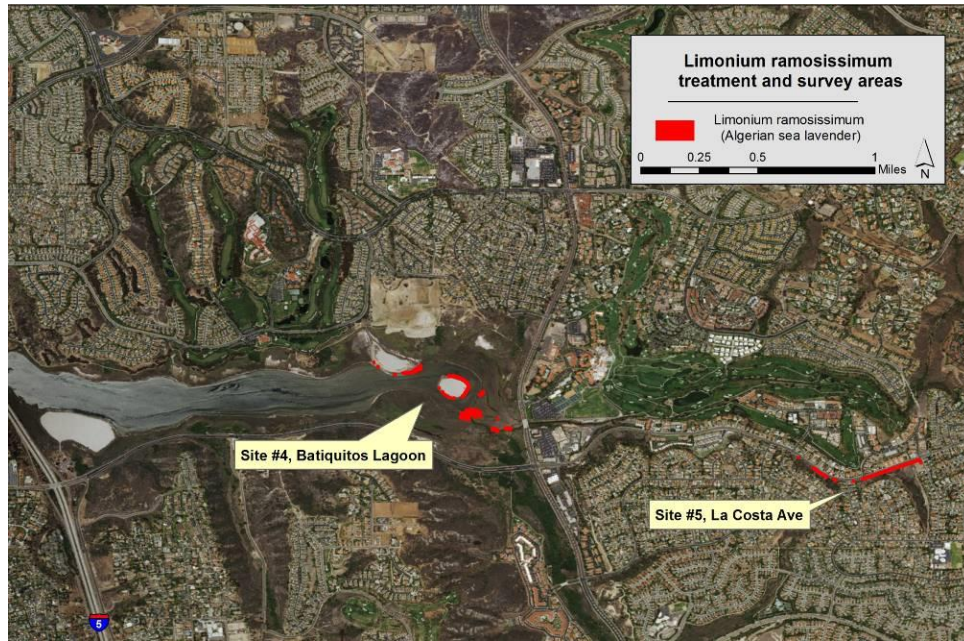 Limonium ramosissimum
treatment and survey areas
Limonium ramosissimum
(Algerian sea lavender)
0 0.25 0.5 1
Miles
N
Site #4, Batiquitos Lagoon
Site #5, La Costa Ave
5